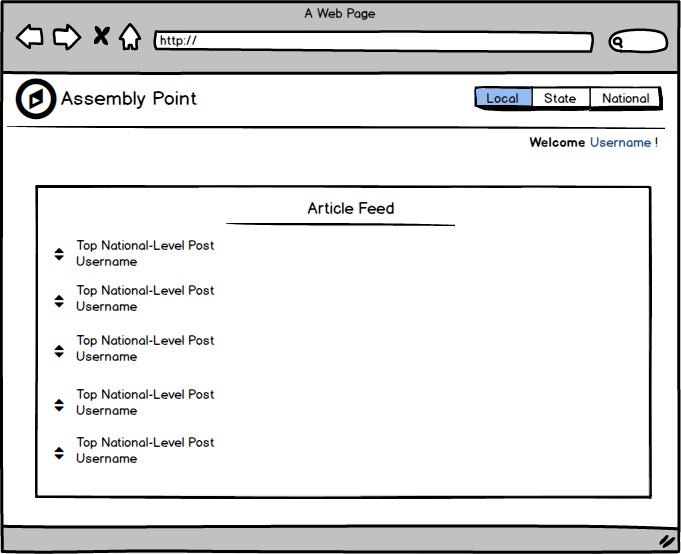 A Web Page
http://
Assembly Point
Local State National
Welcome Username !
Article Feed
Top National-Level Post
Username
Top National-Level Post
Username
Top National-Level Post
Username
Top National-Level Post
Username
Top National-Level Post
Username